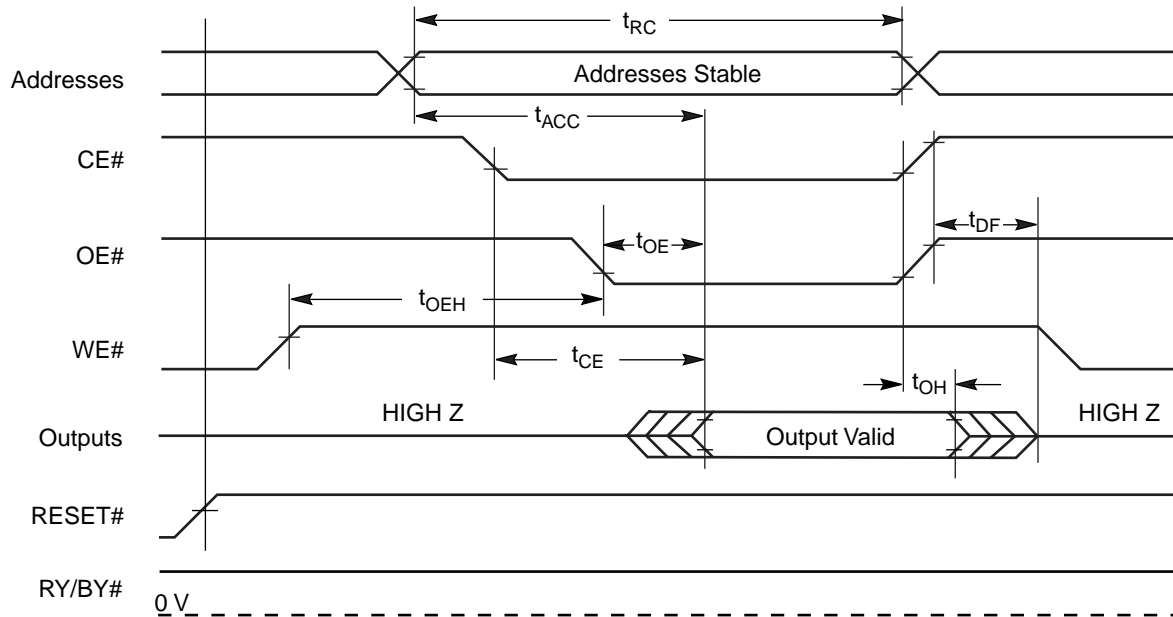 tRC
Addresses
Addresses Stable
tACC
CE#
tDF
OE#
tOE
tOEH
WE#
tCE
tOH
HIGH Z
HIGH Z
Outputs
Output Valid
RESET#
RY/BY#
0 V